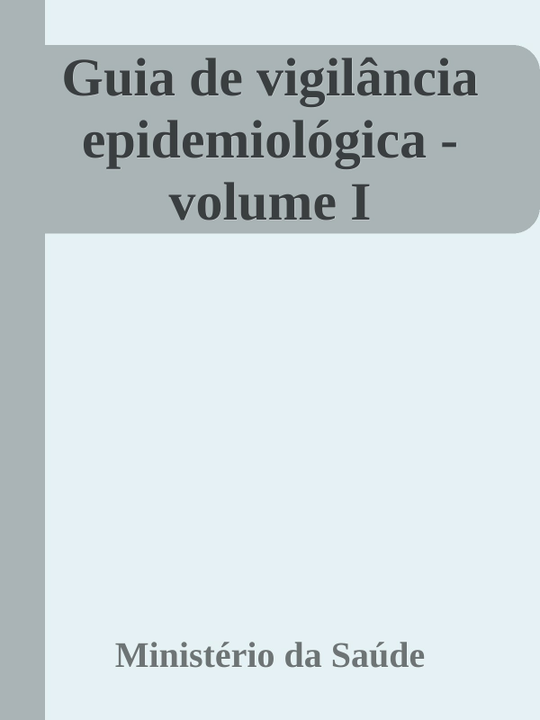 Guia de vigilância
epidemiológica -
volume I
Ministério da Saúde